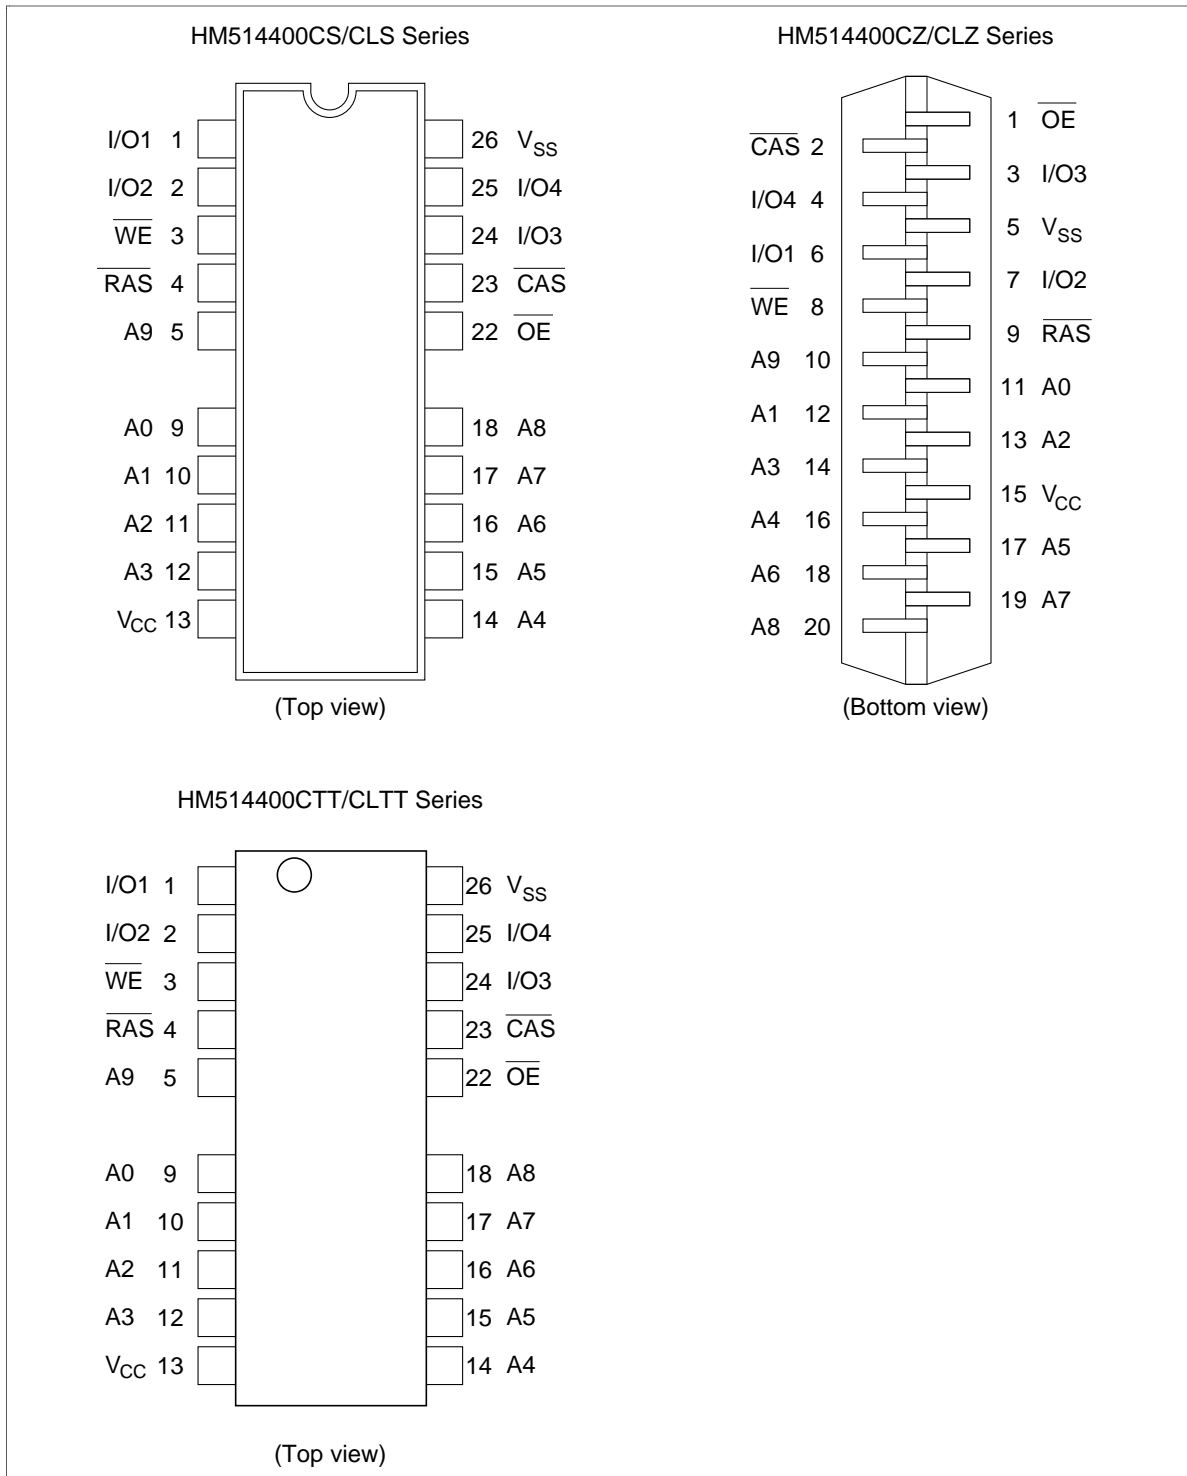 HM514400CS/CLS Series
I/O1 1
26 VSS
I/O2 2
25 I/O4
WE 3
24 I/O3
RAS 4
23 CAS
A9 5
22 OE
A0 9
18 A8
A1 10
17 A7
A2 11
16 A6
A3 12
15 A5
VCC 13
14 A4
(Top view)
HM514400CZ/CLZ Series
1 OE
CAS 2
3 I/O3
I/O4 4
5 VSS
I/O1 6
7 I/O2
WE 8
9 RAS
A9 10
11 A0
A1 12
13 A2
A3 14
15 VCC
A4 16
17 A5
A6 18
19 A7
A8 20
(Bottom view)
HM514400CTT/CLTT Series
I/O1 1
26 VSS
I/O2 2
25 I/O4
WE 3
24 I/O3
RAS 4
23 CAS
A9 5
22 OE
A0 9
18 A8
A1 10
17 A7
A2 11
16 A6
A3 12
15 A5
VCC 13
14 A4
(Top view)